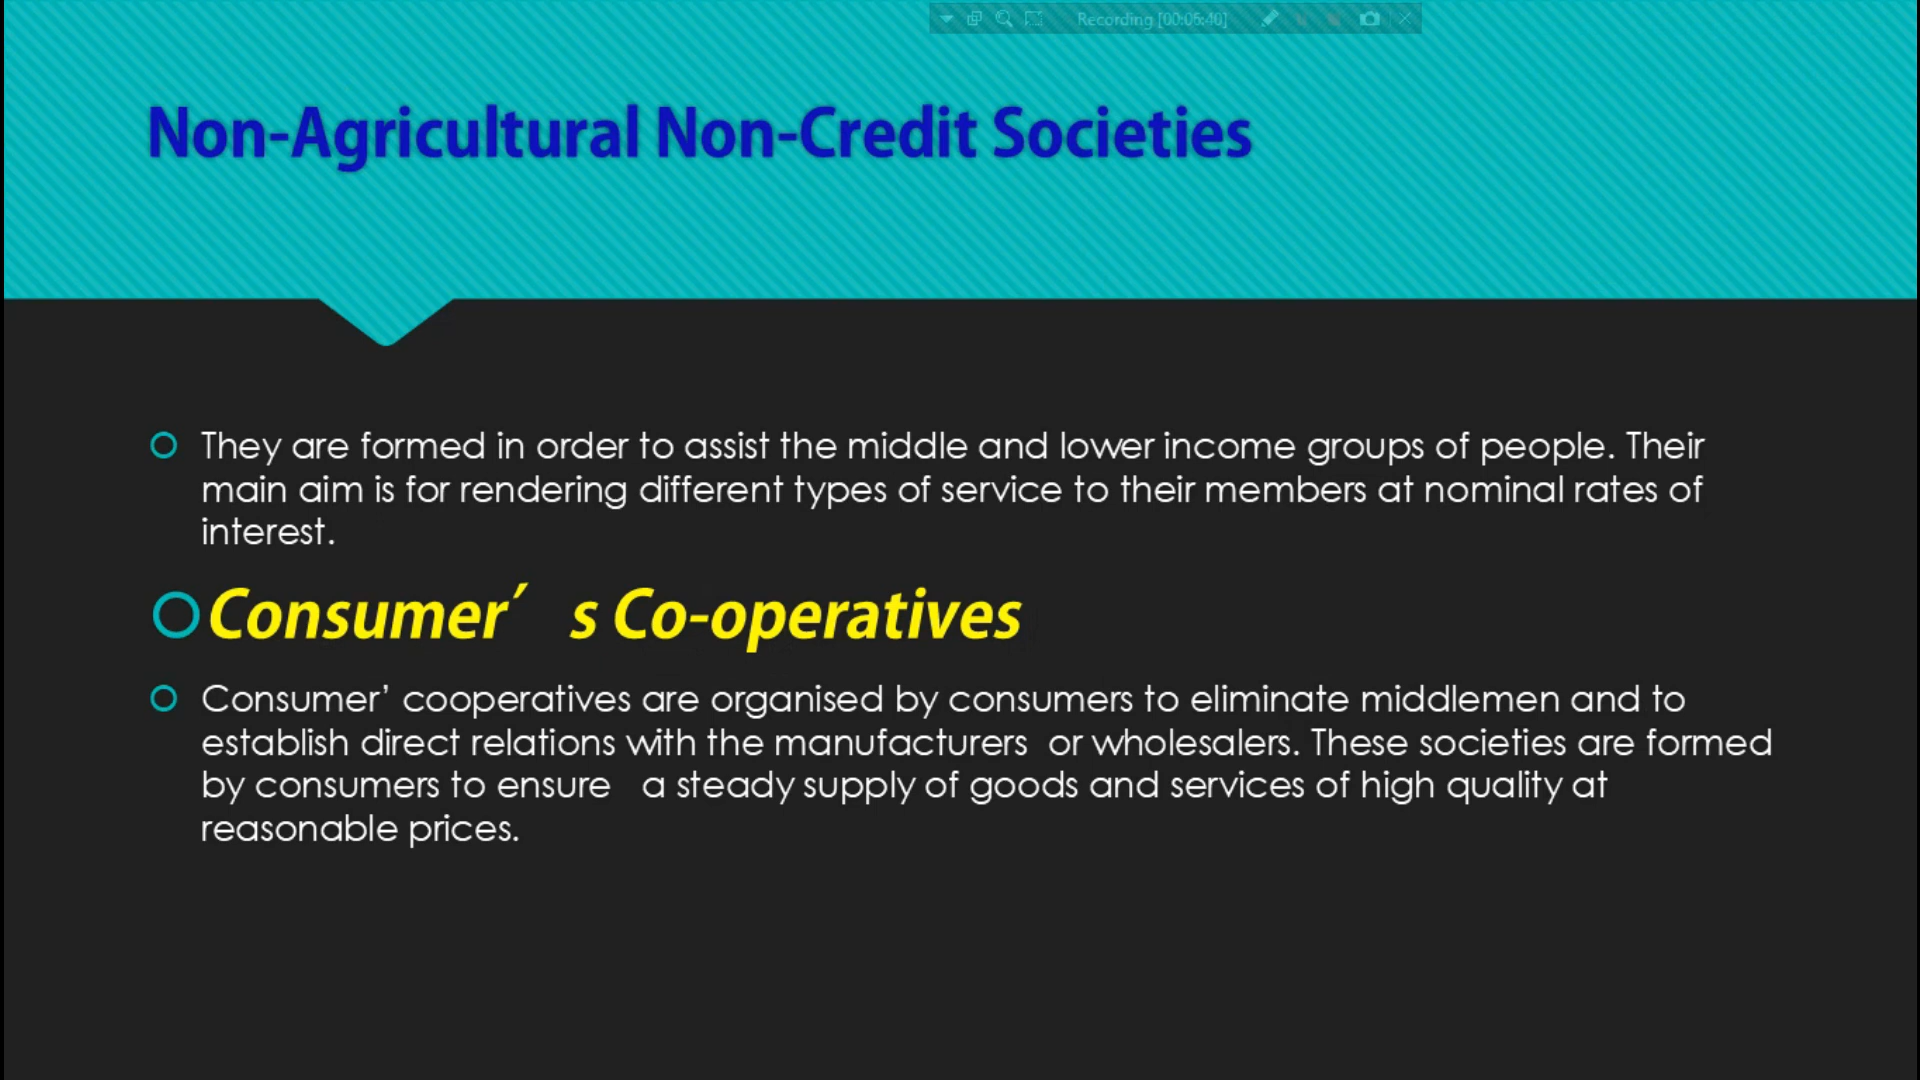 Recording [00:06:40]
Non-Agricultural Non-Credit Societies
They are formed in order to assist the middle and lower income groups of people. Their
main aim is for rendering different types of service to their members at nominal rates of
interest.
Consumer′ s Co-operatives
Consumer’ cooperatives are organised by consumers to eliminate middlemen and to
establish direct relations with the manufacturers or wholesalers. These societies are formed
by consumers to ensure a steady supply of goods and services of high quality at
reasonable prices.